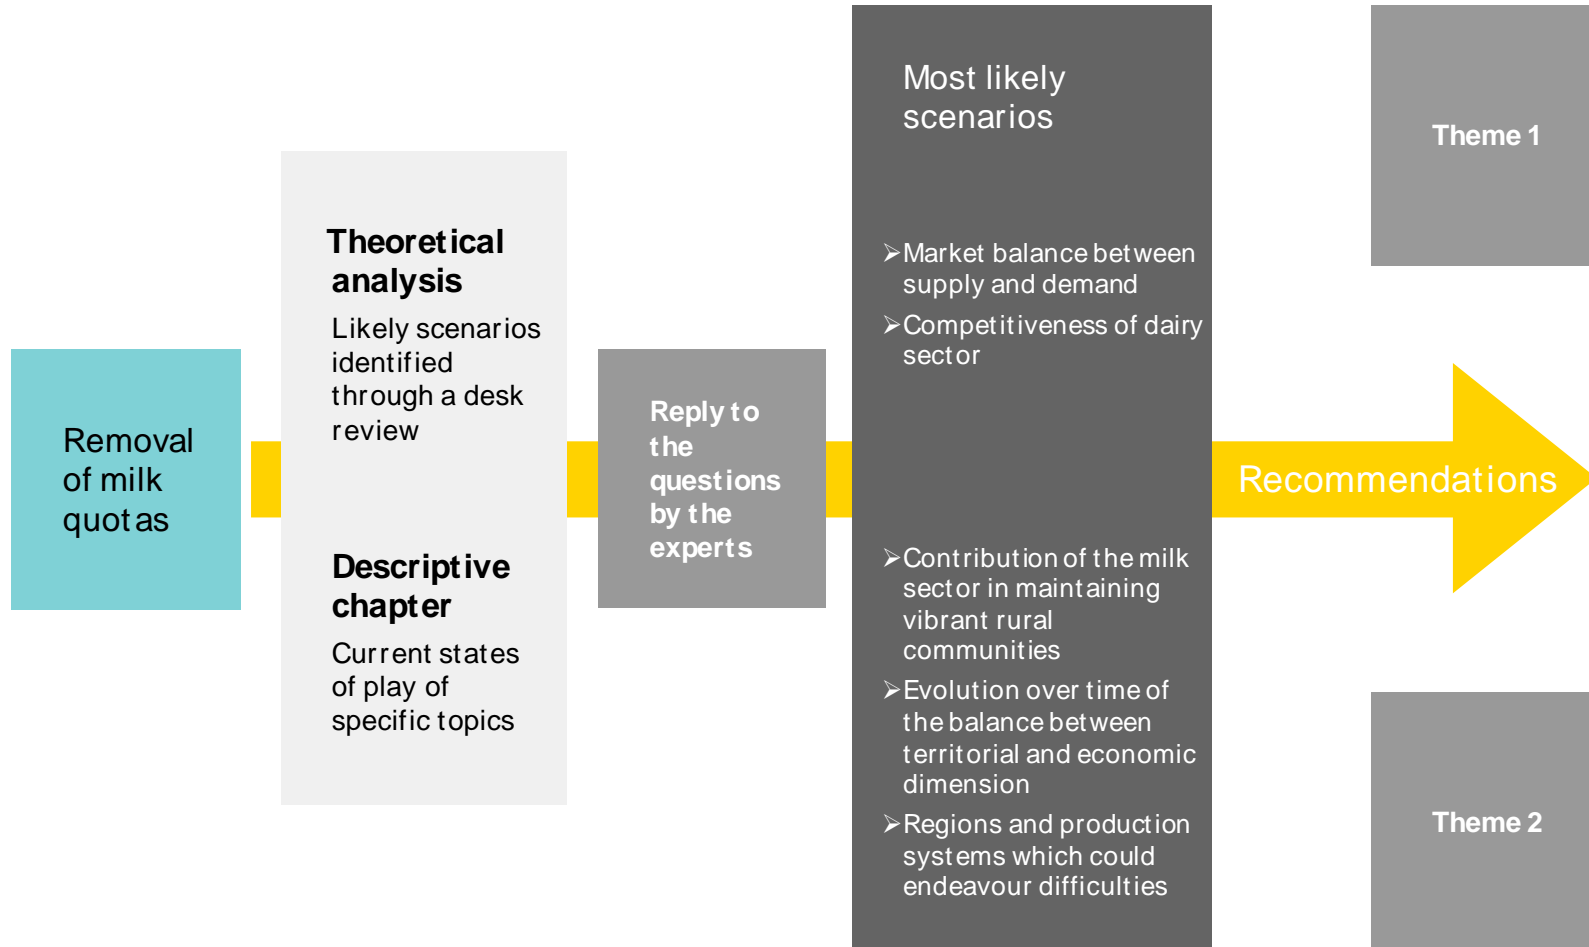 Removal
of milk
quotas
Theoretical
analysis
Likely scenarios
identified
through a desk
review
Descriptive
chapter
Current states
of play of
specific topics
Reply to
the
questions
by the
experts
Most likely
scenarios
➢Market balance between
supply and demand
➢Competitiveness of dairy
sector
➢Contribution of the milk
sector in maintaining
vibrant rural
communities
➢Evolution over time of
the balance between
territorial and economic
dimension
➢Regions and production
systems which could
endeavour difficulties
Recommendations
Theme 1
Theme 2